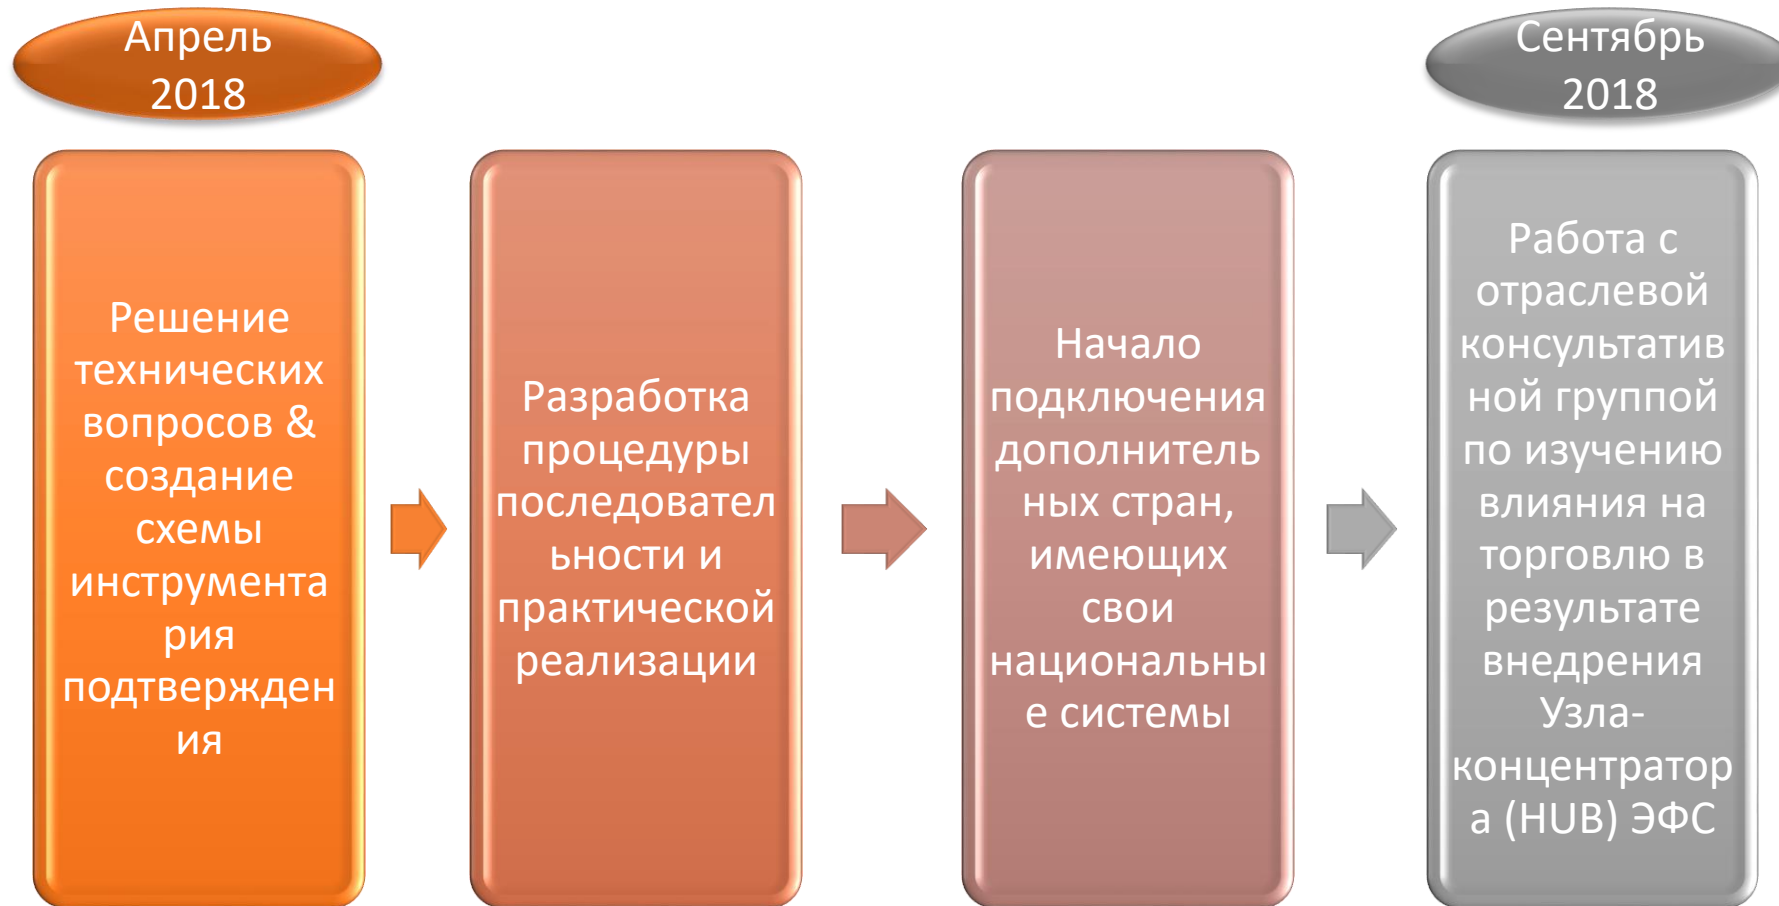 Апрель
2018
Сентябрь
2018
Решение
технических
вопросов &
создание
схемы
инструмента
рия
подтвержден
ия
Разработка
процедуры
последовател
ьности и
практической
реализации
Начало
подключения
дополнитель
ных стран,
имеющих
свои
национальны
е системы
Работа с
отраслевой
консультатив
ной группой
по изучению
влияния на
торговлю в
результате
внедрения
Узла-
концентратор
а (HUB) ЭФС